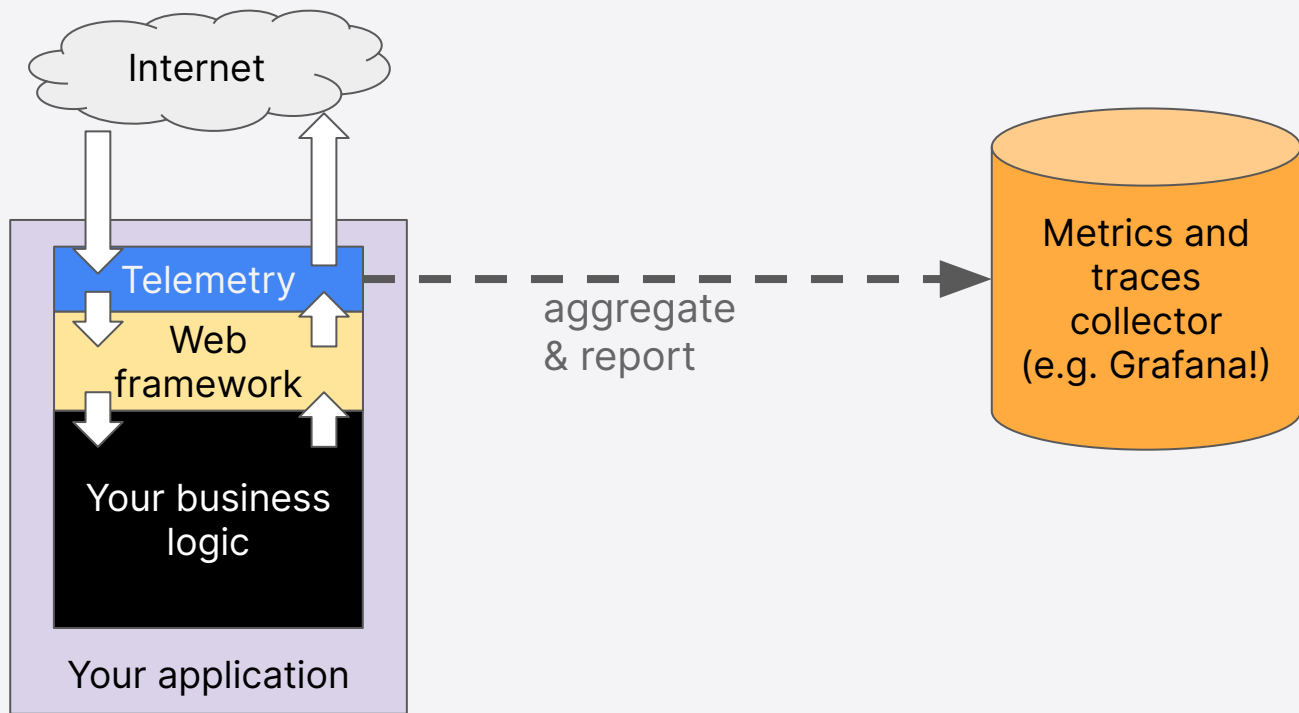 Internet
Telemetry
Web
framework
Your business
logic
Your application
aggregate
& report
Metrics and
traces
collector
(e.g. Grafana!)